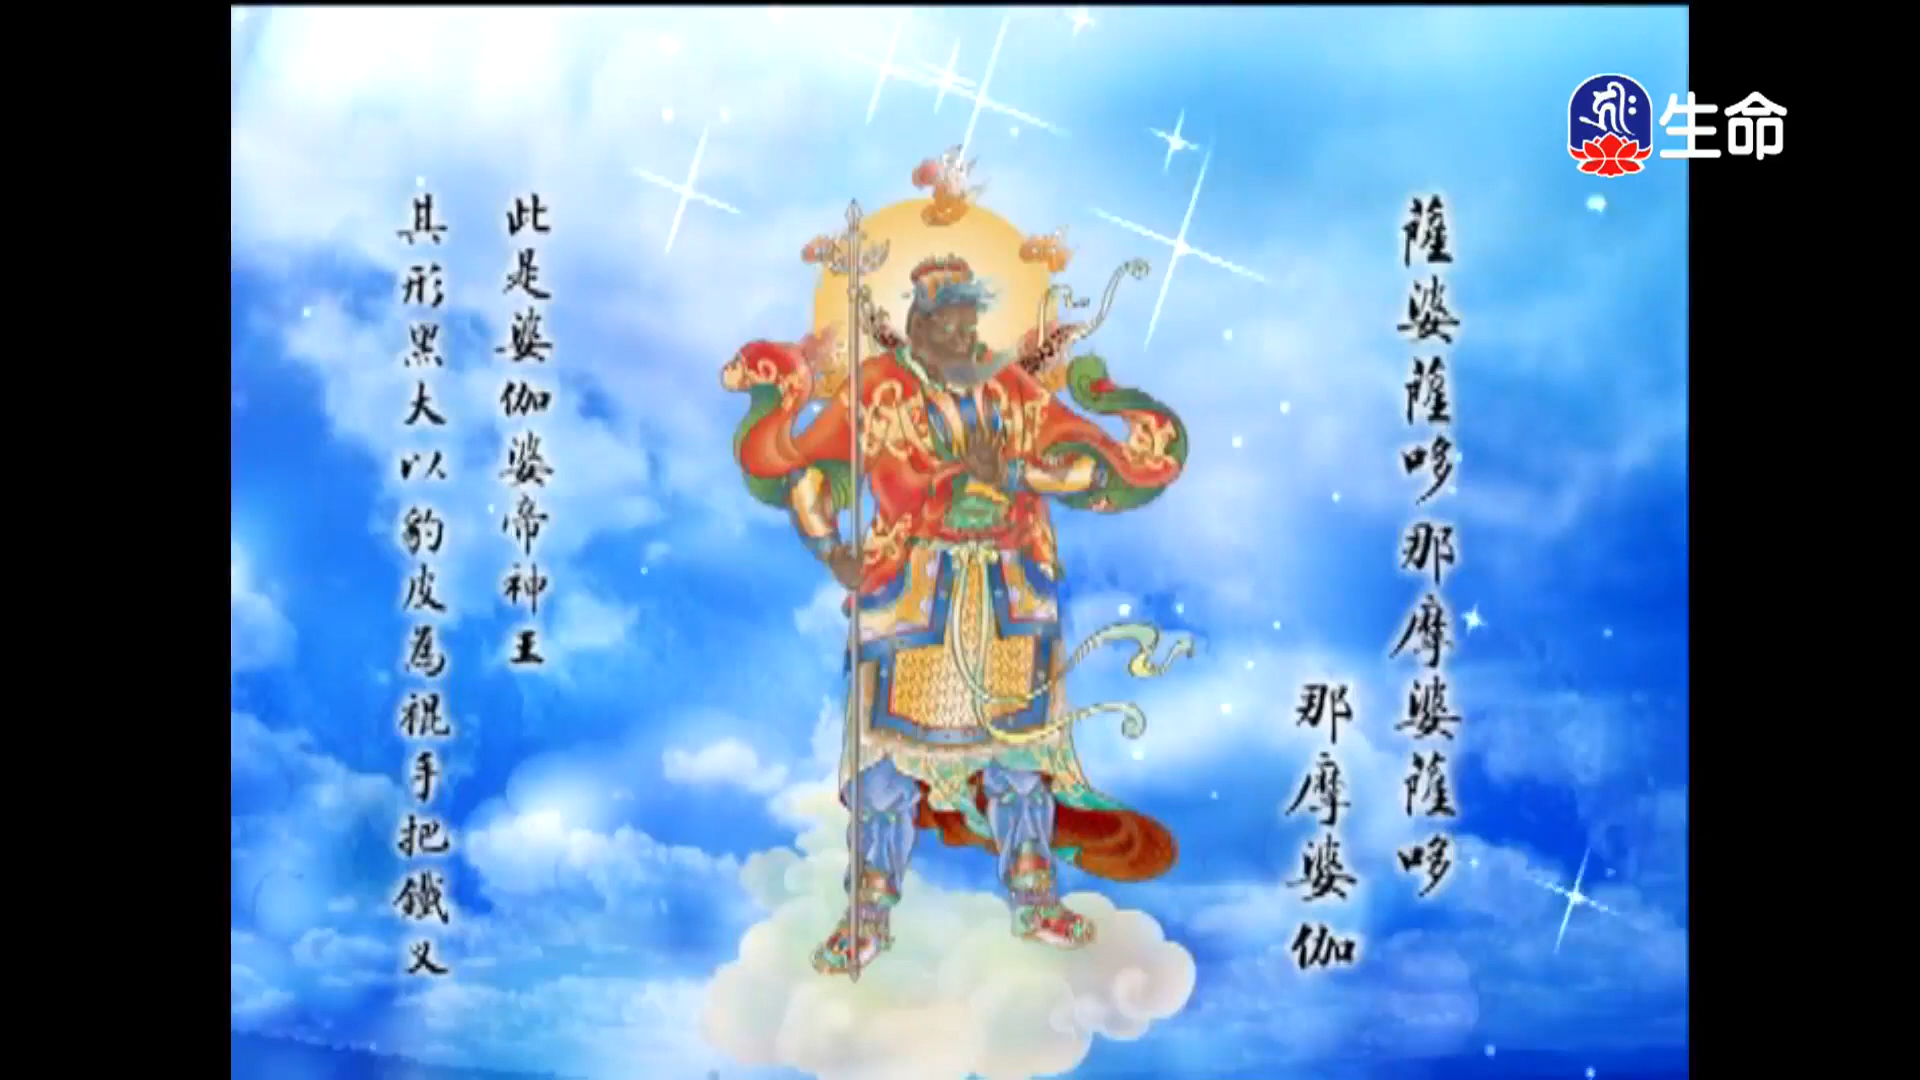 生命
薩婆薩哆那摩婆薩哆
那摩婆伽
此是婆伽婆帝神王
其形黑大以豹皮為裩手把鐵叉